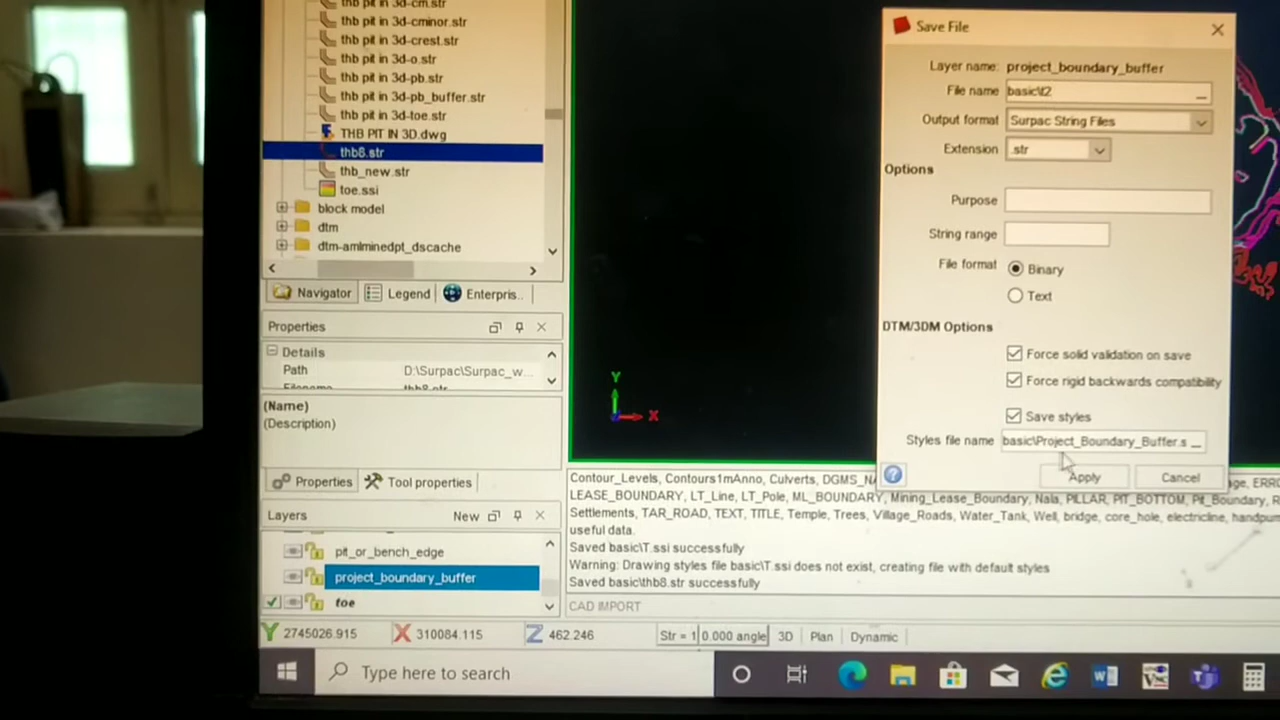 thb pit in 3d-cm.str
thb pit in 3d-cminor.str
thb pit in 3d-crest.str
thb pit in 3d-o.str
thb pit in 3d-pb.str
thb pit in 3d-pb_buffer.str
thb pit in 3d-toe.str
THB PIT IN 3D.dwg
thb8.str
thb_new.str
toe.ssi
block model
dtm
dtm-amlminedpt_dscache
Navigator Legend Enterpris..
Properties
Details
Path D:\Surpac\Surpac_w...
(Name)
(Description)
Properties Tool properties
Layers New
pit_or_bench_edge
project_boundary_buffer
toe
Save File
Layer name: project_boundary_buffer
File name basic\t2
Output format Surpac String Files
Extension .str
Options
Purpose
String range
File format Binary
Text
DTM/3DM Options
Force solid validation on save
Force rigid backwards compatibility
Save styles
Styles file name basic\Project_Boundary_Buffer.s
Apply Cancel
Y
X
Contour_Levels, Contours1mAnno, Culverts, DGMS_
LEASE_BOUNDARY, LT_Line, LT_Pole, ML_BOUNDARY, Mining_Lease_Boundary, Nala, PILLAR, PIT_BOTTOM, Pit_Boundary,
Settlements, TAR_ROAD, TEXT, TITLE, Temple, Trees, Village_Roads, Water_Tank, Well, bridge, core_hole, electricline,
useful data.
Saved basic\T.ssi successfully
Warning: Drawing styles file basic\T.ssi does not exist, creating file with default styles
Saved basic\thb8.str successfully
CAD IMPORT
Y 2745026.915 X 310084.115 Z 462.246 Str = 1 0.000 angle 3D Plan Dynamic
Type here to search